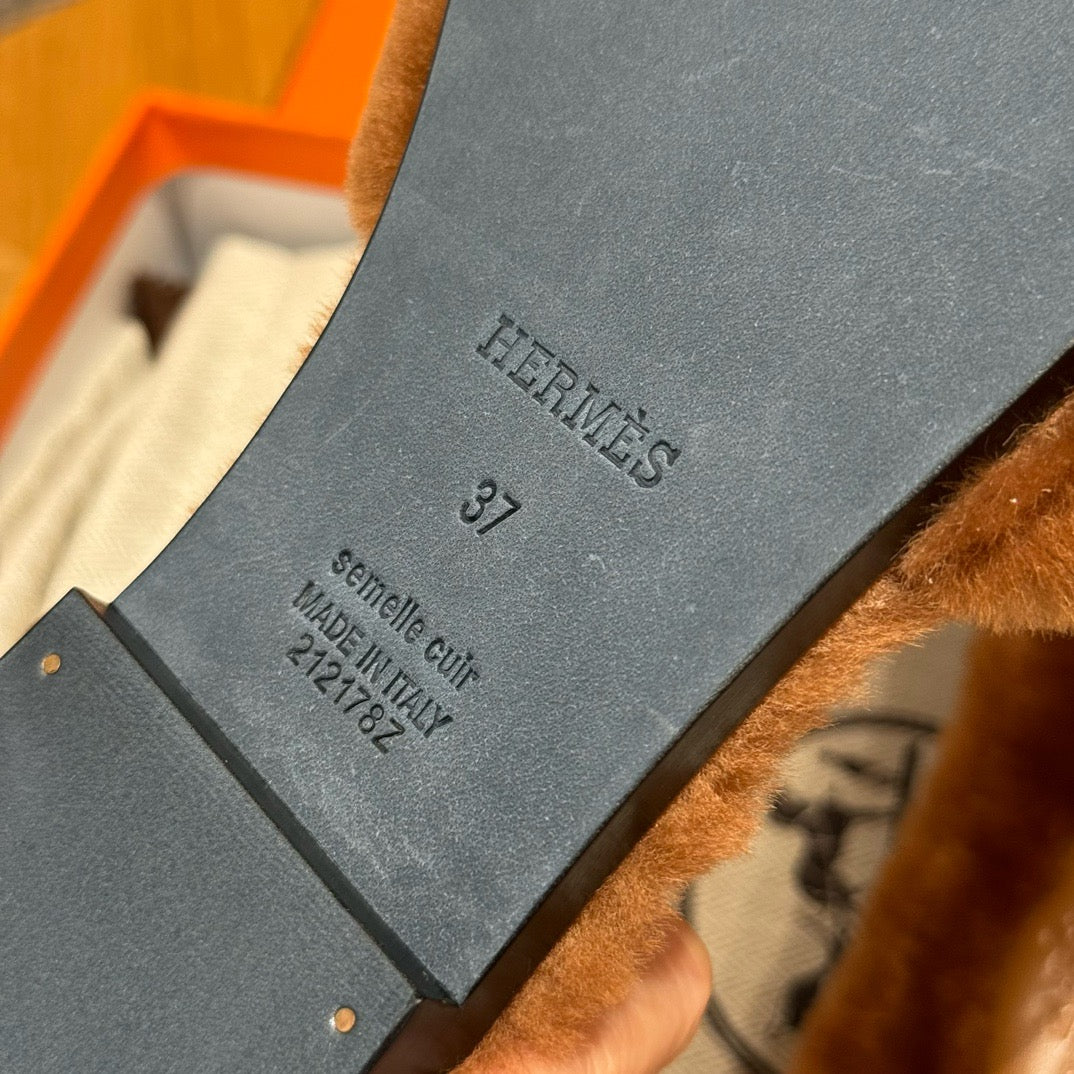 HERMÈS
37
semelle cuir
MADE IN ITALY
212178Z